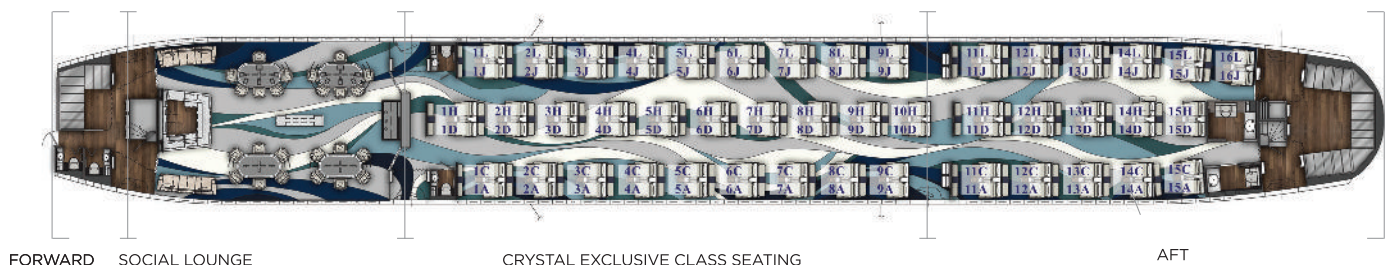 1L 2L 3L 4L 5L 6L 7L 8L 9L 11L 12L 13L 14L 15L 16L
1J 2J 3J 4J 5J 6J 7J 8J 9J 11J 12J 13J 14J 15J 16J
1H 2H 3H 4H 5H 6H 7H 8H 9H 10H 11H 12H 13H 14H 15H
1D 2D 3D 4D 5D 6D 7D 8D 9D 10D 11D 12D 13D 14D 15D
1C 2C 3C 4C 5C 6C 7C 8C 9C 11C 12C 13C 14C 15C
1A 2A 3A 4A 5A 6A 7A 8A 9A 11A 12A 13A 14A 15A
FORWARD SOCIAL LOUNGE CRYSTAL EXCLUSIVE CLASS SEATING AFT